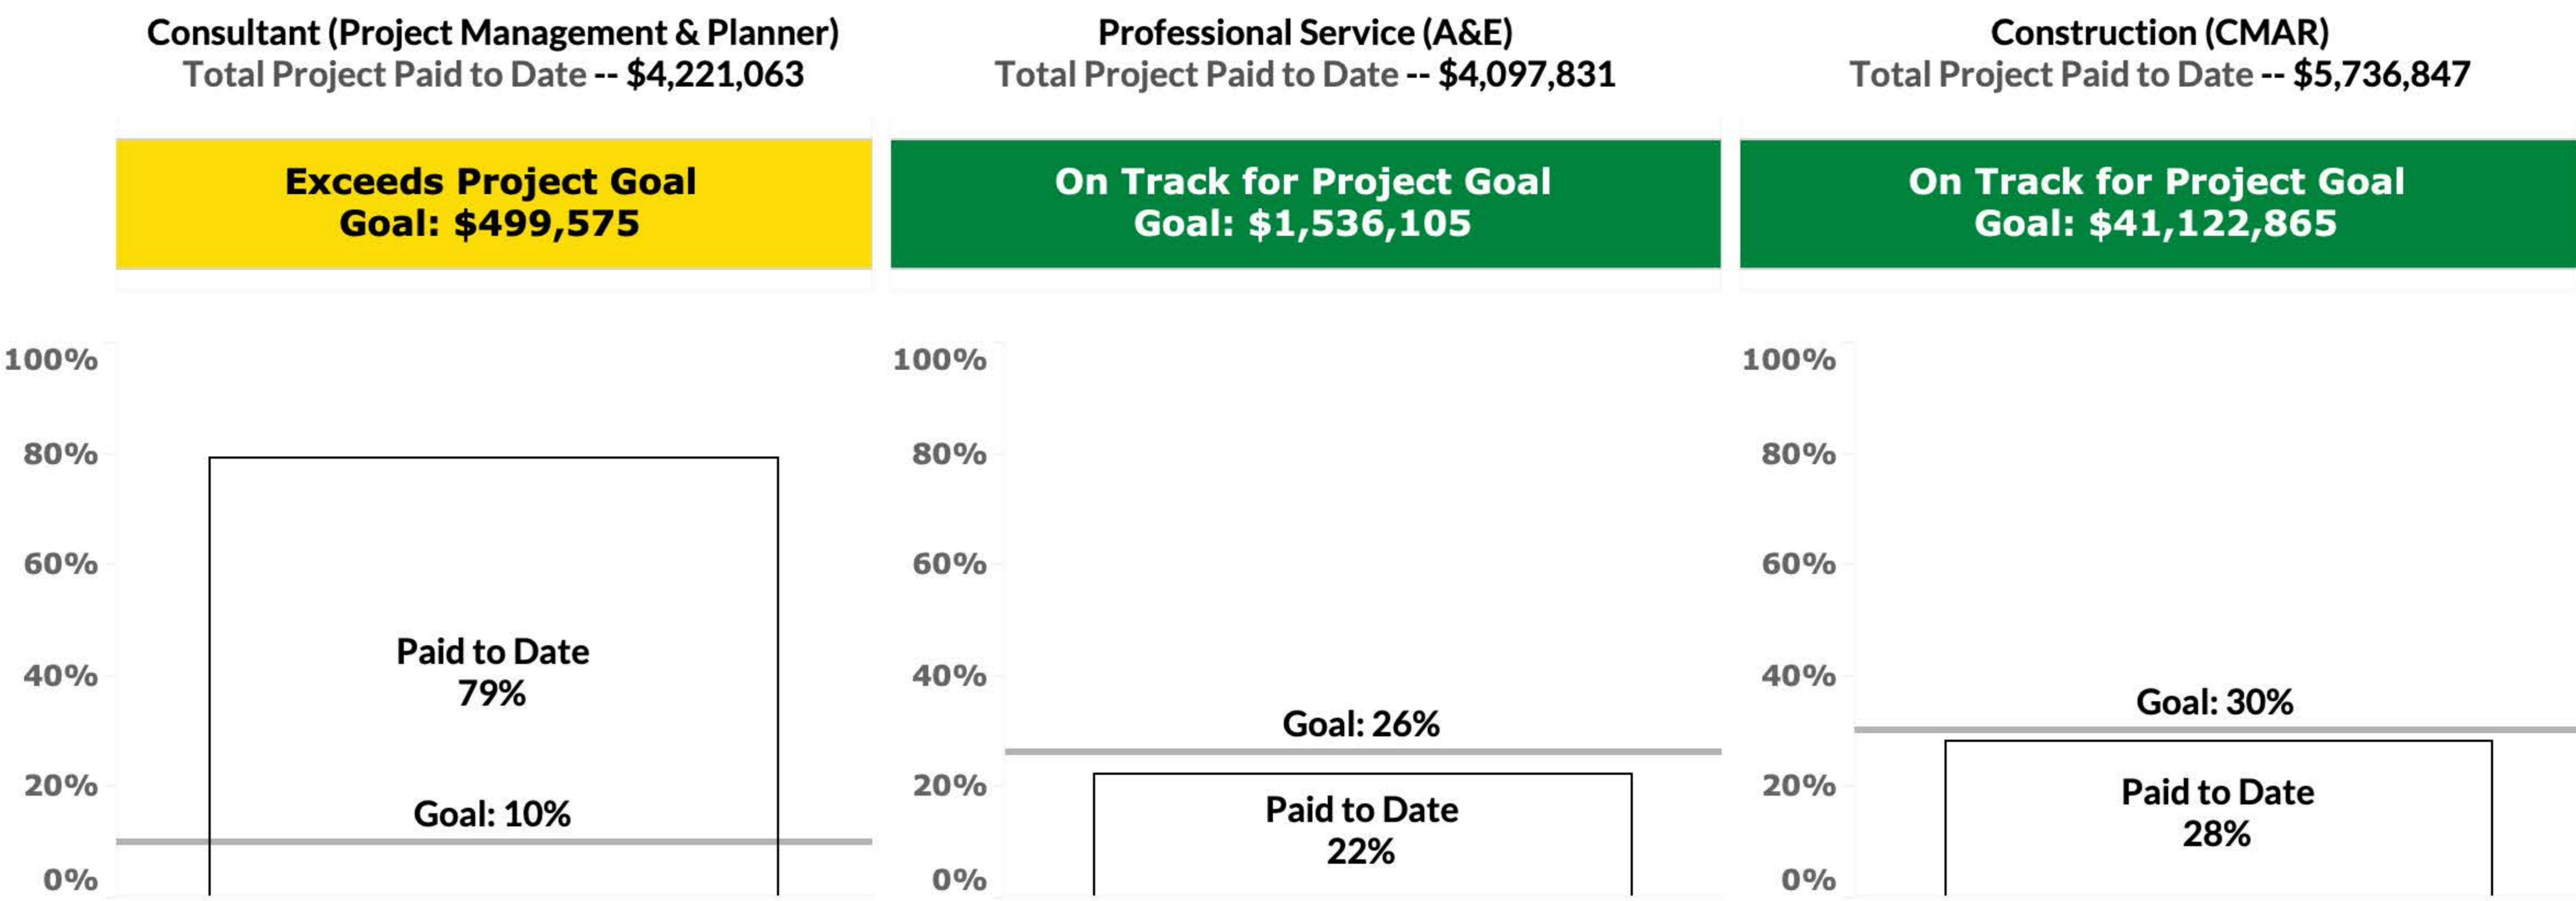 Consultant (Project Management & Planner)
Total Project Paid to Date -- $4,221,063
Exceeds Project Goal
Goal: $499,575
100%
80%
60%
40%
20%
0%
Paid to Date
79%
Goal: 10%
Professional Service (A&E)
Total Project Paid to Date -- $4,097,831
On Track for Project Goal
Goal: $1,536,105
100%
80%
60%
40%
20%
0%
Goal: 26%
Paid to Date
22%
Construction (CMAR)
Total Project Paid to Date -- $5,736,847
On Track for Project Goal
Goal: $41,122,865
100%
80%
60%
40%
20%
0%
Goal: 30%
Paid to Date
28%